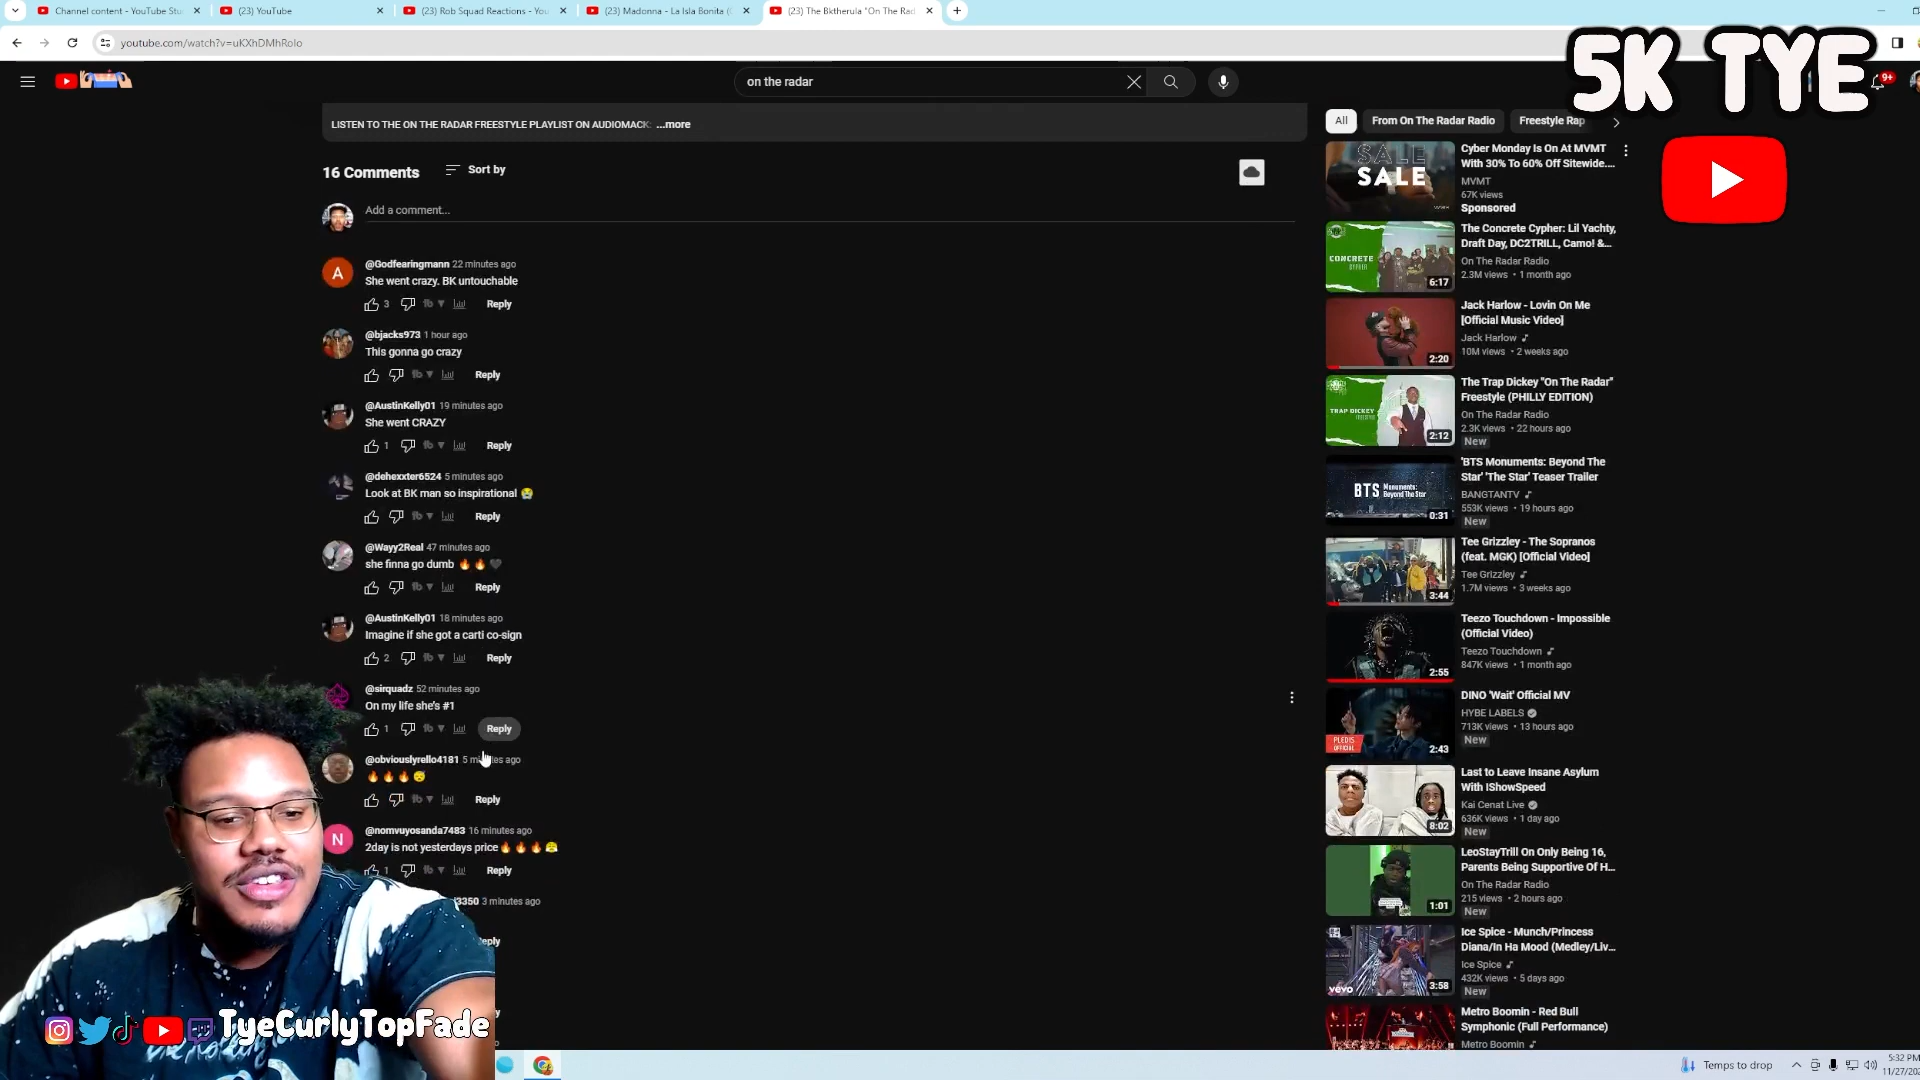 Channel content - YouTube Stu
(23) YouTube
(23) Rob Squad Reactions - You
(23) Madonna - La Isla Bonita (
(23) The Bktherula "On The Rad
youtube.com/watch?v=uKXhDMhRolo
on the radar
9+
5K TYE
LISTEN TO THE ON THE RADAR FREESTYLE PLAYLIST ON AUDIOMACK: ...more
16 Comments
Sort by
Add a comment...
A
@Godfearingmann 22 minutes ago
She went crazy. BK untouchable
3
Reply
@bjacks973 1 hour ago
This gonna go crazy
Reply
@AustinKelly01 19 minutes ago
She went CRAZY
1
Reply
@dehexxter6524 5 minutes ago
Look at BK man so inspirational 😭
Reply
@Wayy2Real 47 minutes ago
she finna go dumb 🔥🔥🖤
Reply
@AustinKelly01 18 minutes ago
Imagine if she got a carti co-sign
2
Reply
@sirquadz 52 minutes ago
On my life she's #1
1
Reply
@obviouslyrello4181 5 minutes ago
🔥🔥🔥😴
Reply
N
@nomvuyosanda7483 16 minutes ago
2day is not yesterdays price🔥🔥🔥😤
1
Reply
3350 3 minutes ago
eply
TyeCurlyTopFade
All
From On The Radar Radio
Freestyle Rap
SALE
SALE
Cyber Monday Is On At MVMT
With 30% To 60% Off Sitewide....
MVMT
67K views
Sponsored
CONCRETE
CYPHER
6:17
The Concrete Cypher: Lil Yachty,
Draft Day, DC2TRILL, Camo! &...
On The Radar Radio
2.3M views • 1 month ago
2:20
Jack Harlow - Lovin On Me
[Official Music Video]
Jack Harlow
10M views • 2 weeks ago
TRAP DICKEY
FREESTYLE
2:12
The Trap Dickey "On The Radar"
Freestyle (PHILLY EDITION)
On The Radar Radio
2.3K views • 22 hours ago
New
BTS Monuments:
Beyond The Star
0:31
'BTS Monuments: Beyond The
Star' 'The Star' Teaser Trailer
BANGTANTV
553K views • 19 hours ago
New
3:44
Tee Grizzley - The Sopranos
(feat. MGK) [Official Video]
Tee Grizzley
1.7M views • 3 weeks ago
2:55
Teezo Touchdown - Impossible
(Official Video)
Teezo Touchdown
847K views • 1 month ago
PLEDIS
OFFICIAL
2:43
DINO 'Wait' Official MV
HYBE LABELS
713K views • 13 hours ago
New
8:02
Last to Leave Insane Asylum
With IShowSpeed
Kai Cenat Live
636K views • 1 day ago
New
1:01
LeoStayTrill On Only Being 16,
Parents Being Supportive Of H...
On The Radar Radio
215 views • 2 hours ago
New
vevo
3:58
Ice Spice - Munch/Princess
Diana/In Ha Mood (Medley/Liv...
Ice Spice
432K views • 5 days ago
New
Metro Boomin - Red Bull
Symphonic (Full Performance)
Metro Boomin
Temps to drop
5:32 PM
11/27/202